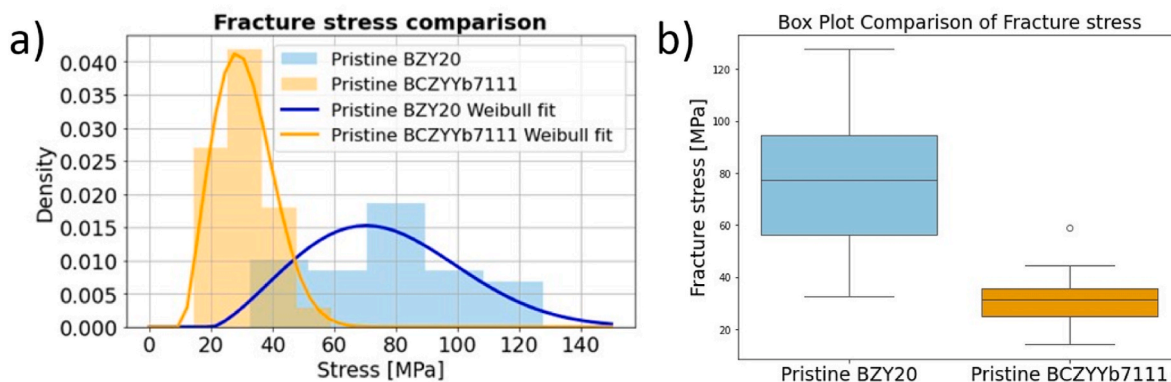 a)
Fracture stress comparison
Density
0.040
0.035
0.030
0.025
0.020
0.015
0.010
0.005
0.000
Pristine BZY20
Pristine BCZYYb7111
Pristine BZY20 Weibull fit
Pristine BCZYYb7111 Weibull fit
0 20 40 60 80 100 120 140
Stress [MPa]
b)
Box Plot Comparison of Fracture stress
Fracture stress [MPa]
120
100
80
60
40
20
Pristine BZY20 Pristine BCZYYb7111